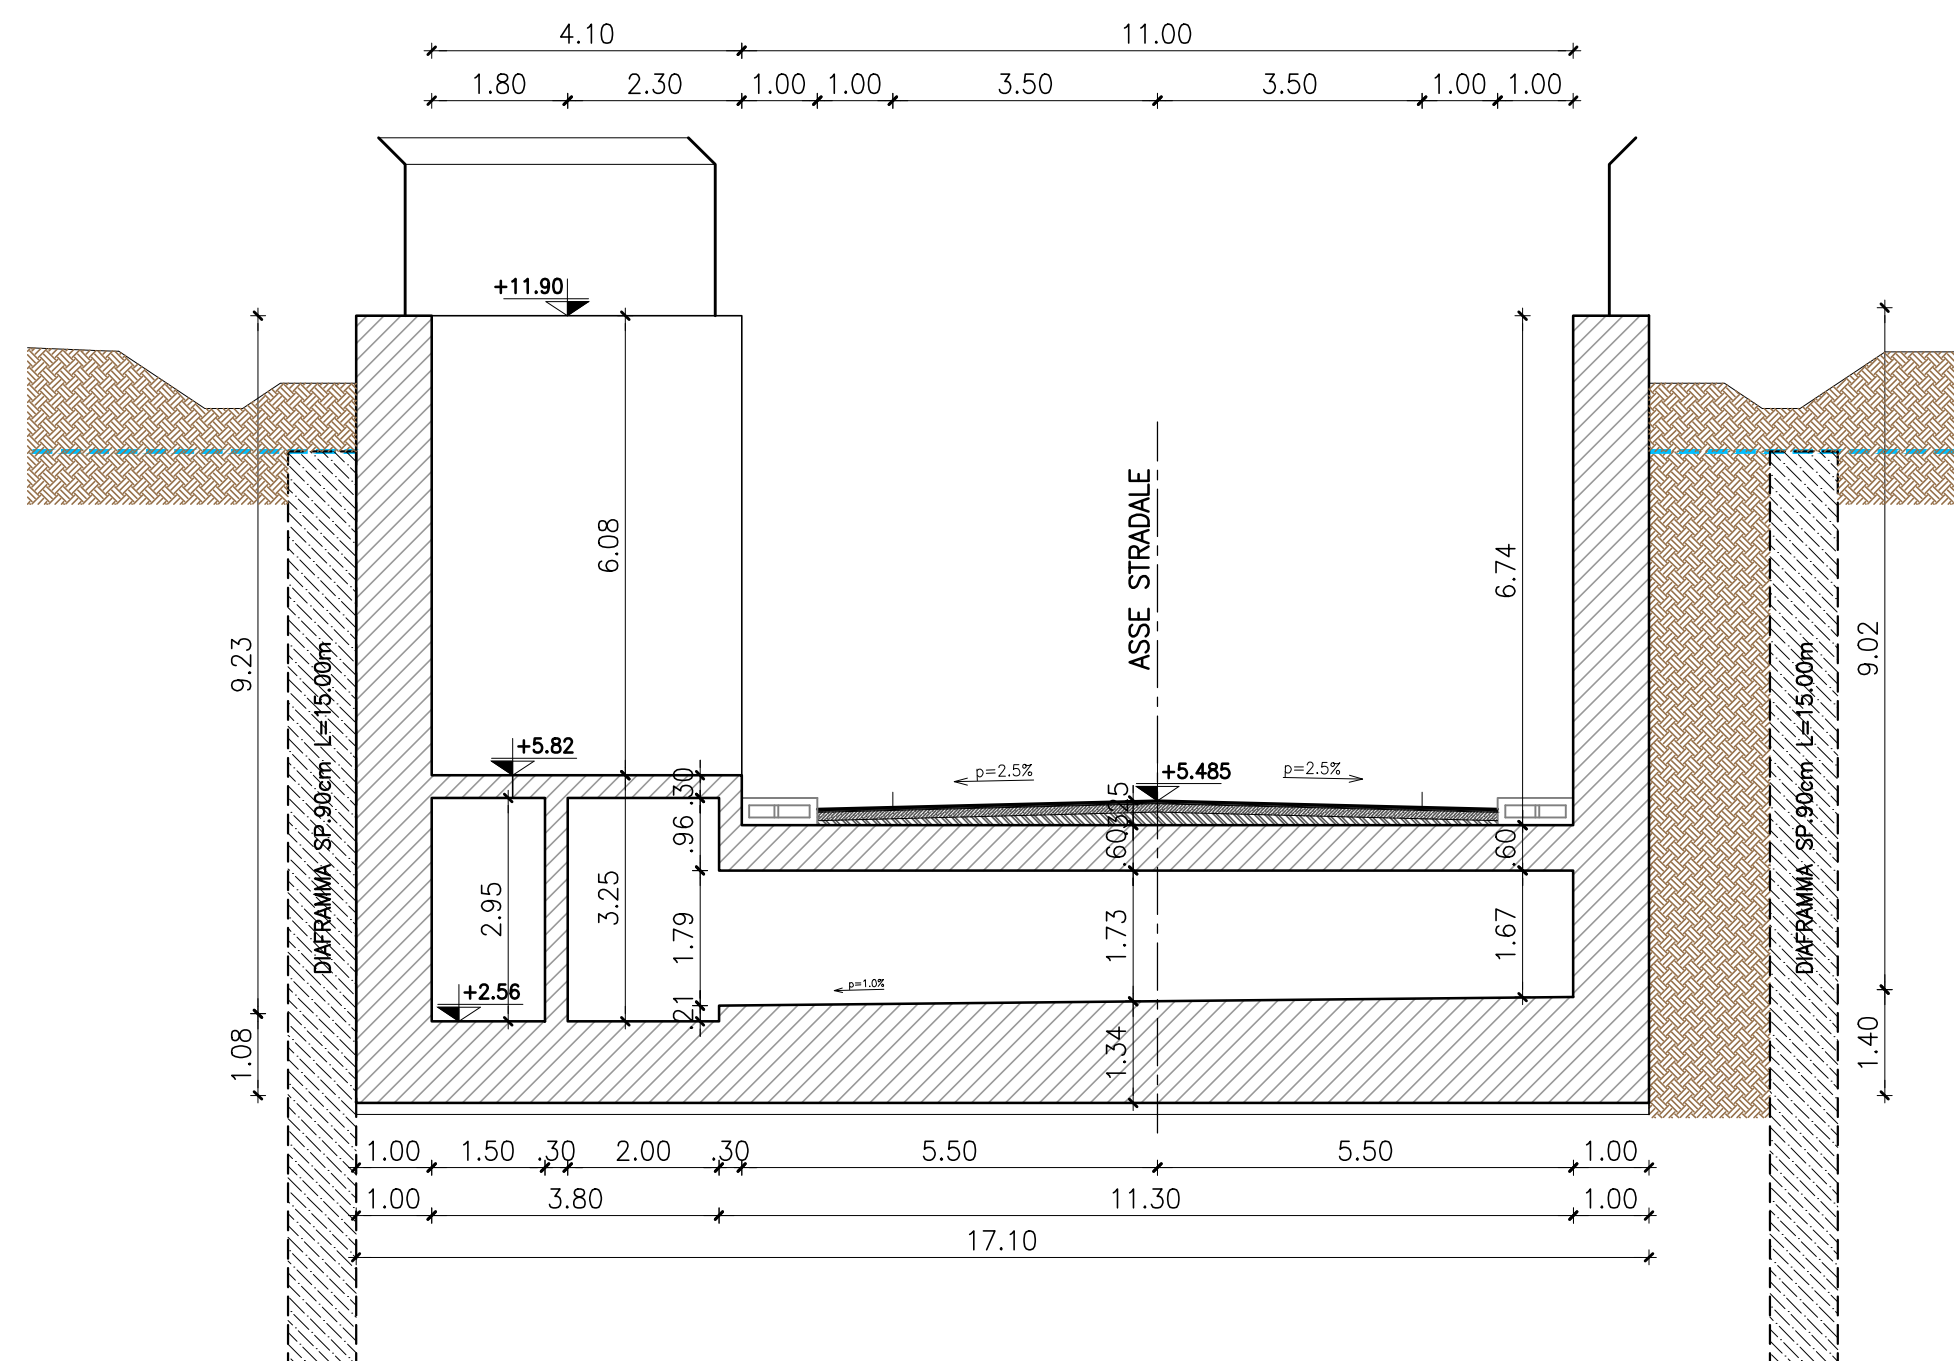 4.10 11.00
1.80 2.30 1.00 1.00 3.50 3.50 1.00 1.00
+11.90
6.08
ASSE STRADALE
6.74
9.23
9.02
DIAFRAMMA SP.90cm L=15.00m
DIAFRAMMA SP.90cm L=15.00m
+5.82
p=2.5%
+5.485
p=2.5%
.30
.96
.60
.60
2.95
3.25
1.79
1.73
1.67
+2.56
p=1.0%
.21
1.08
1.34
1.40
1.00 1.50 .30 2.00 .30 5.50 5.50 1.00
1.00 3.80 11.30 1.00
17.10